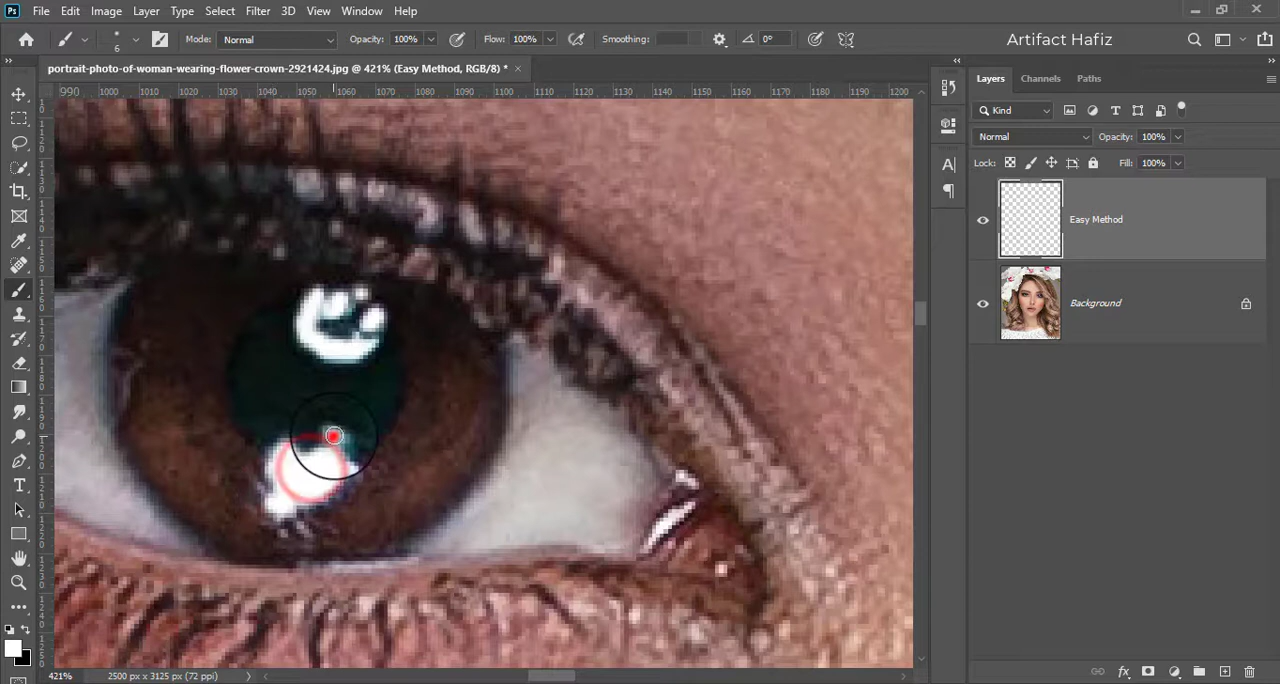 Ps File Edit Image Layer Type Select Filter 3D View Window Help
6 Mode: Normal Opacity: 100% Flow: 100% Smoothing: 0° Artifact Hafiz
portrait-photo-of-woman-wearing-flower-crown-2921424.jpg @ 421% (Easy Method, RGB/8) * ×
990 1000 1010 1020 1030 1040 1050 1060 1070 1080 1090 1100 1110 1120 1130 1140 1150 1160 1170 1180 1190 1200
Layers Channels Paths
Kind T
Normal Opacity: 100%
Lock: Fill: 100%
A
Easy Method
Background
T
421% 2500 px x 3125 px (72 ppi)
fx